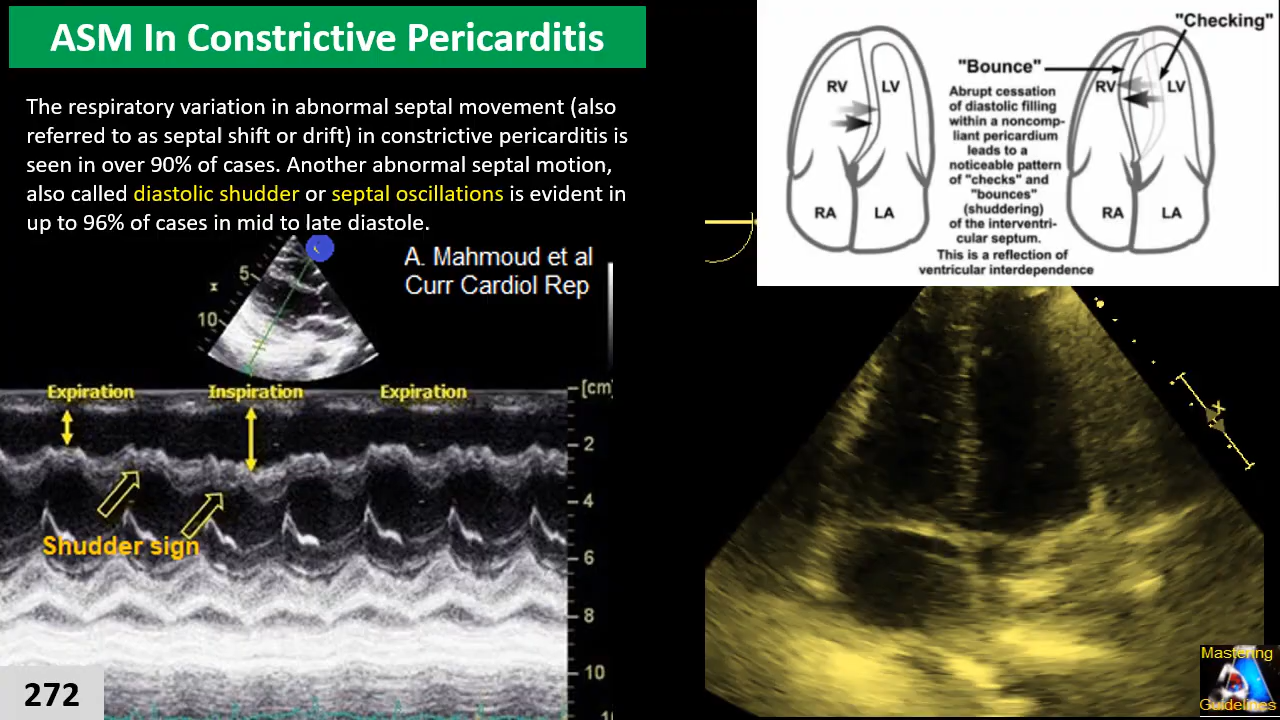 ASM In Constrictive Pericarditis
The respiratory variation in abnormal septal movement (also
referred to as septal shift or drift) in constrictive pericarditis is
seen in over 90% of cases. Another abnormal septal motion,
also called diastolic shudder or septal oscillations is evident in
up to 96% of cases in mid to late diastole.
A. Mahmoud et al
Curr Cardiol Rep
5
10
Expiration
Inspiration
Expiration
[cm
2
4
Shudder sign
6
8
10
272
"Checking"
"Bounce"
RV
LV
RV
LV
Abrupt cessation
of diastolic filling
within a noncomp-
liant pericardium
leads to a
noticeable pattern
of "checks" and
"bounces"
(shuddering)
of the interventri-
cular septum.
This is a reflection of
ventricular interdependence
RA
LA
RA
LA
Mastering
Guidelines